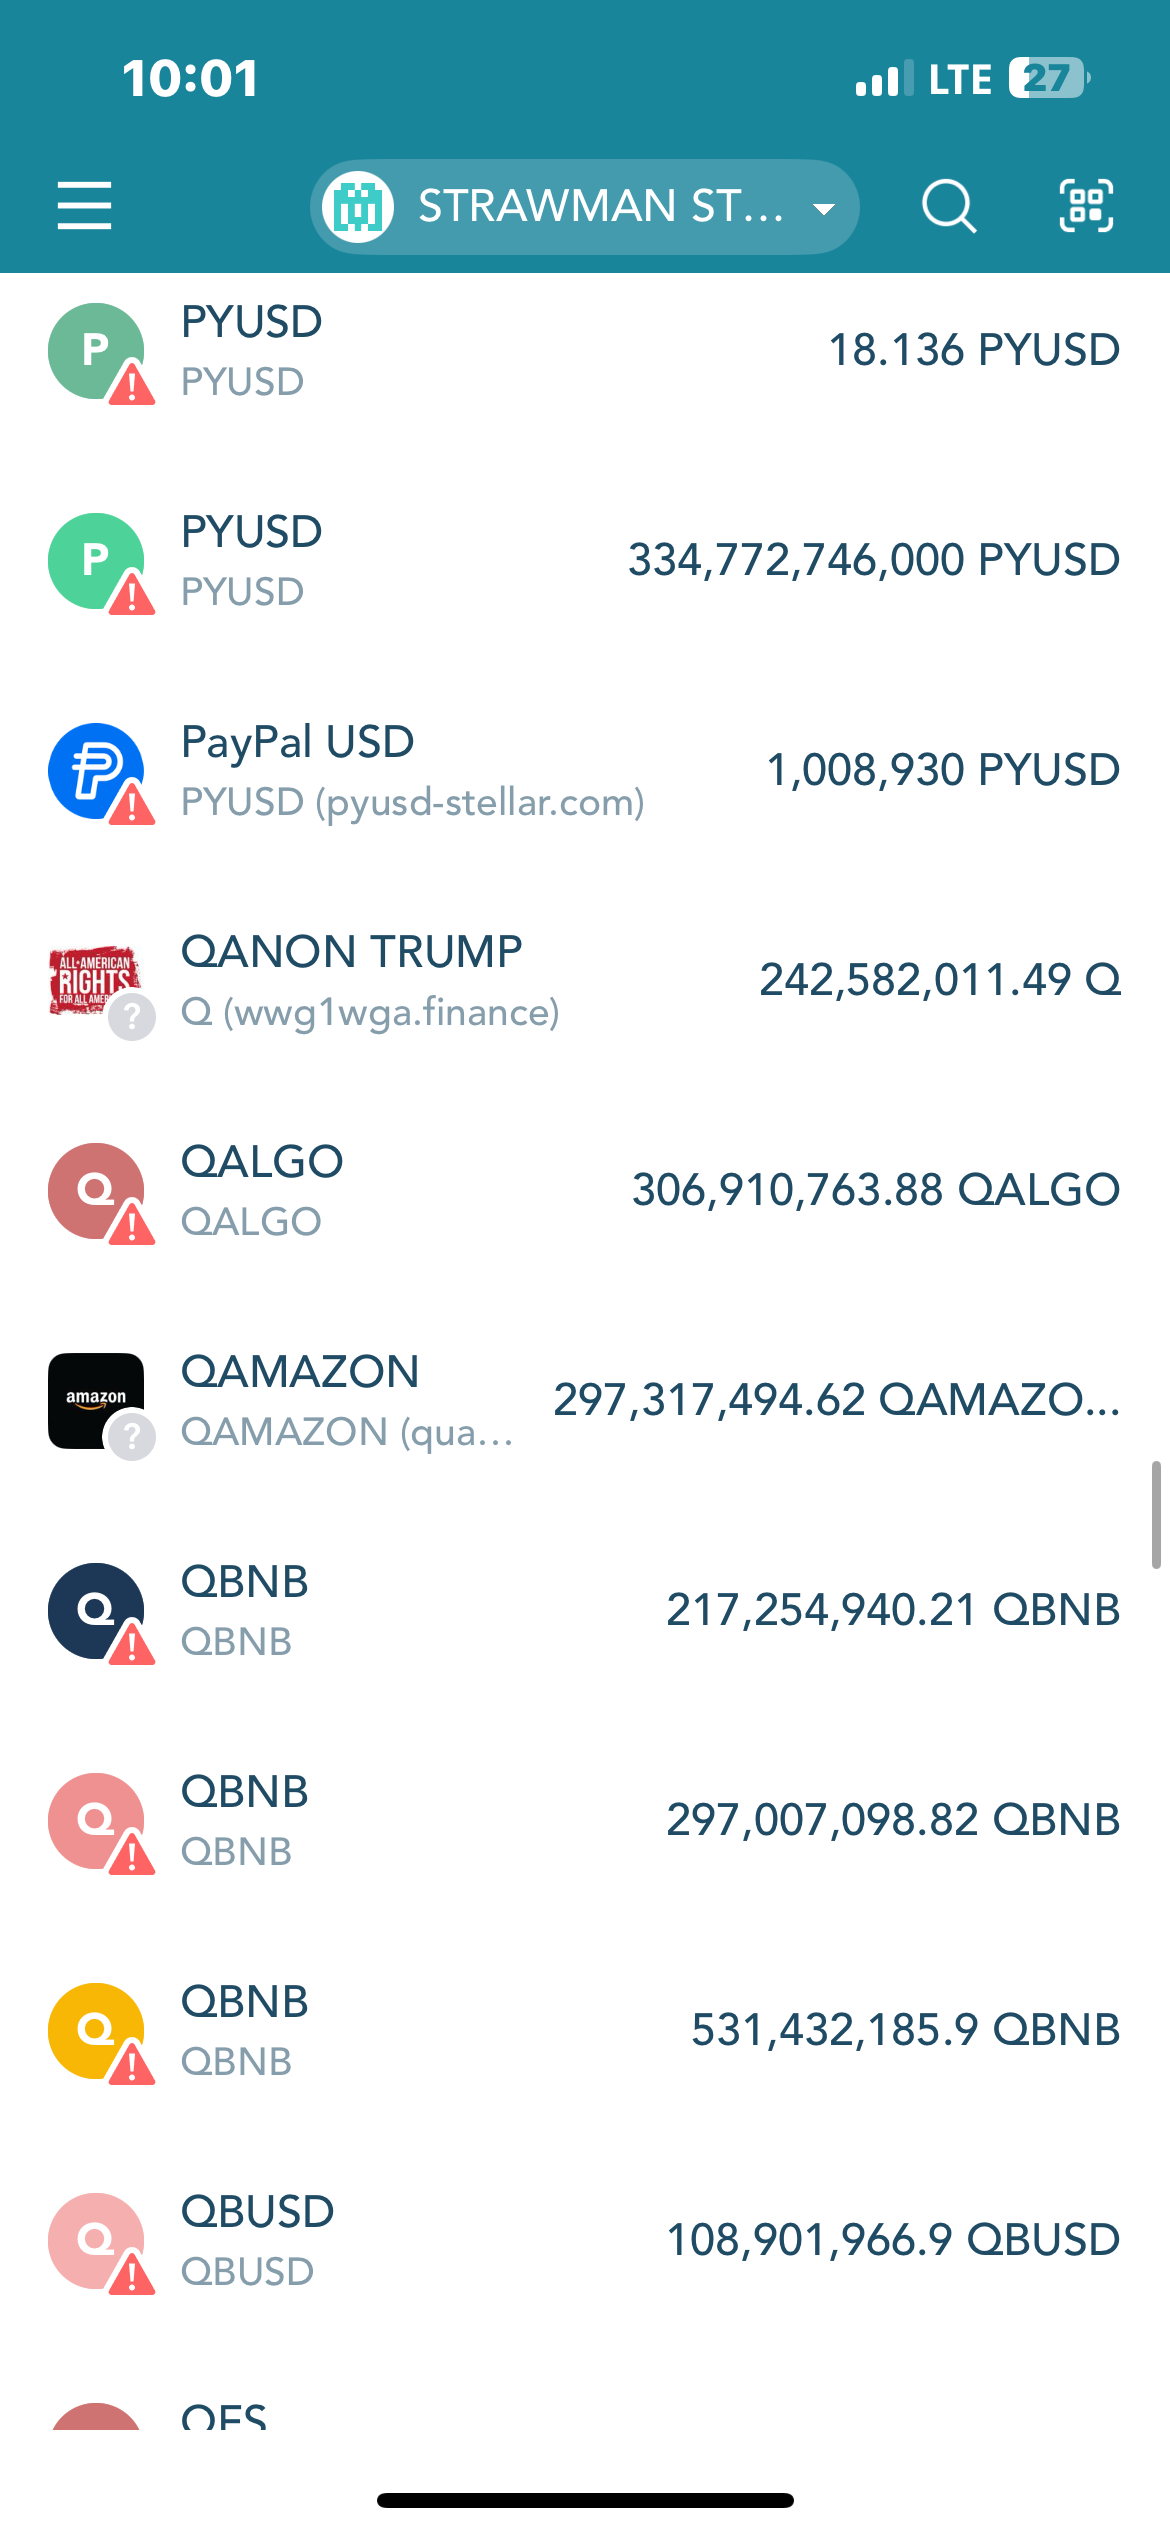 10:01
LTE 27
STRAWMAN ST...
PYUSD
PYUSD
18.136 PYUSD
PYUSD
PYUSD
334,772,746,000 PYUSD
PayPal USD
PYUSD (pyusd-stellar.com)
1,008,930 PYUSD
ALL★AMERICAN
RIGHTS
FOR ALL
QANON TRUMP
Q (wwg1wga.finance)
242,582,011.49 Q
QALGO
QALGO
306,910,763.88 QALGO
amazon
QAMAZON
QAMAZON (qua...
297,317,494.62 QAMAZO...
QBNB
QBNB
217,254,940.21 QBNB
QBNB
QBNB
297,007,098.82 QBNB
QBNB
QBNB
531,432,185.9 QBNB
QBUSD
QBUSD
108,901,966.9 QBUSD